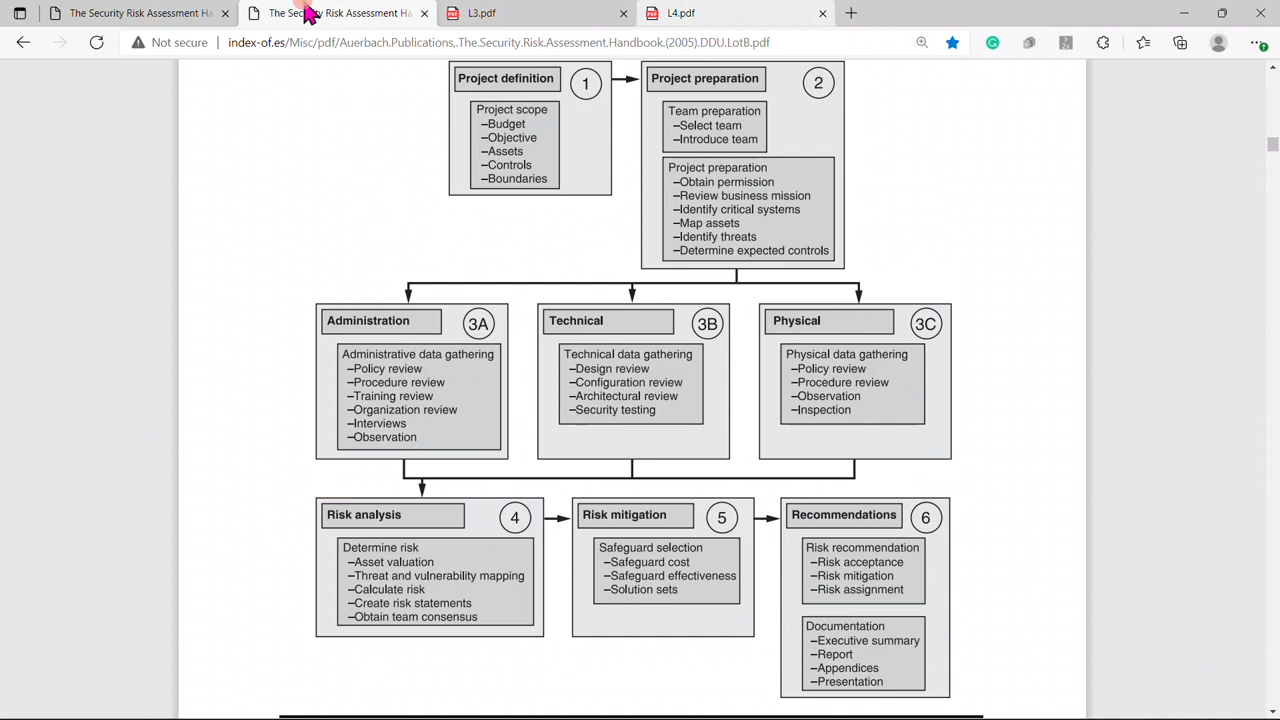 The Security Risk Assessment Ha
The Security Risk Assessment Ha
L3.pdf
L4.pdf
Not secure
index-of.es/Misc/pdf/Auerbach.Publications,.The.Security.Risk.Assessment.Handbook.(2005).DDU.LotB.pdf
Project definition
1
Project scope
–Budget
–Objective
–Assets
–Controls
–Boundaries
Project preparation
2
Team preparation
–Select team
–Introduce team
Project preparation
–Obtain permission
–Review business mission
–Identify critical systems
–Map assets
–Identify threats
–Determine expected controls
Administration
3A
Administrative data gathering
–Policy review
–Procedure review
–Training review
–Organization review
–Interviews
–Observation
Technical
3B
Technical data gathering
–Design review
–Configuration review
–Architectural review
–Security testing
Physical
3C
Physical data gathering
–Policy review
–Procedure review
–Observation
–Inspection
Risk analysis
4
Determine risk
–Asset valuation
–Threat and vulnerability mapping
–Calculate risk
–Create risk statements
–Obtain team consensus
Risk mitigation
5
Safeguard selection
–Safeguard cost
–Safeguard effectiveness
–Solution sets
Recommendations
6
Risk recommendation
–Risk acceptance
–Risk mitigation
–Risk assignment
Documentation
–Executive summary
–Report
–Appendices
–Presentation